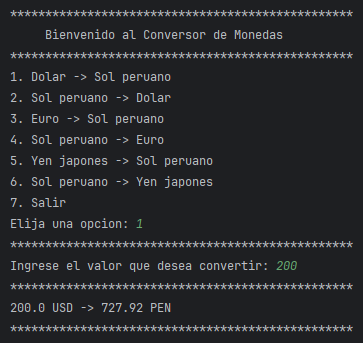 *************************************************
Bienvenido al Conversor de Monedas
*************************************************
1. Dolar -> Sol peruano
2. Sol peruano -> Dolar
3. Euro -> Sol peruano
4. Sol peruano -> Euro
5. Yen japones -> Sol peruano
6. Sol peruano -> Yen japones
7. Salir
Elija una opcion: 1
*************************************************
Ingrese el valor que desea convertir: 200
*************************************************
200.0 USD -> 727.92 PEN
*************************************************